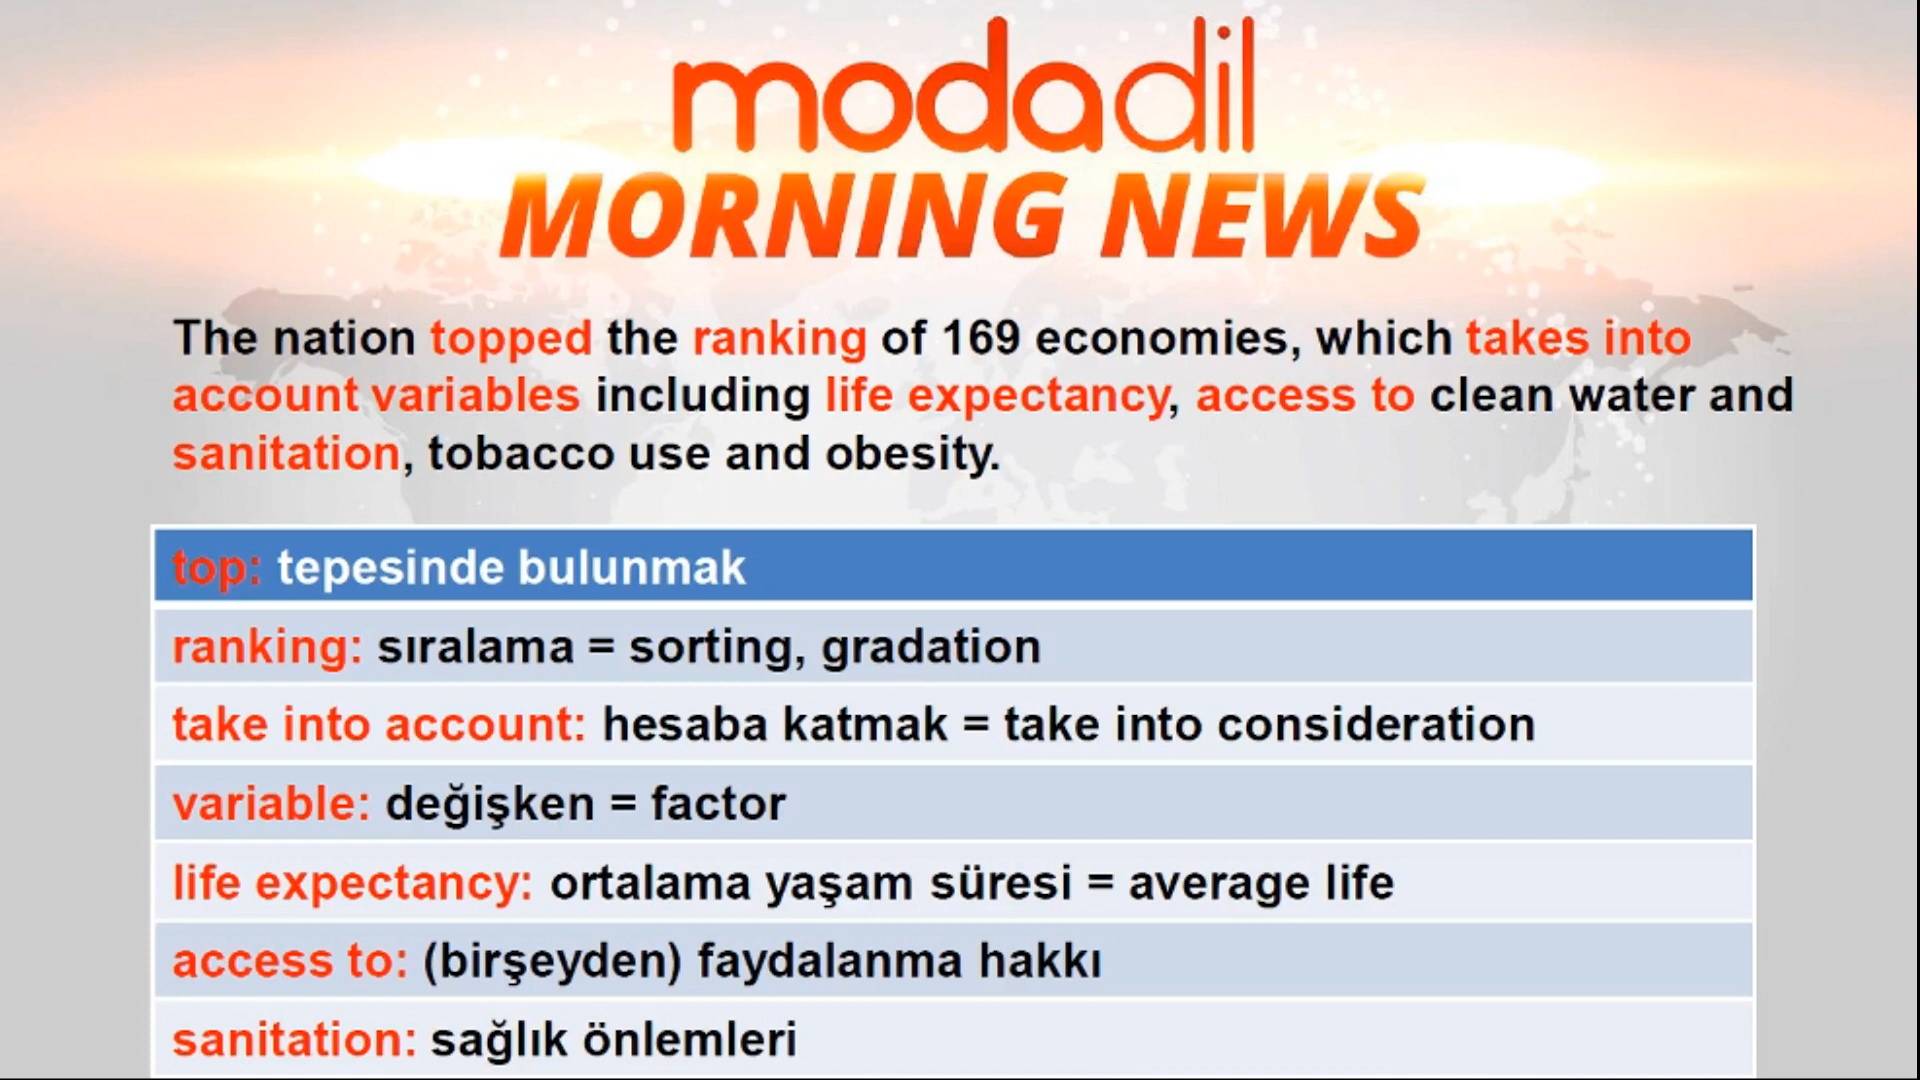 modadil
MORNING NEWS
The nation topped the ranking of 169 economies, which takes into
account variables including life expectancy, access to clean water and
sanitation, tobacco use and obesity.
top: tepesinde bulunmak
ranking: sıralama = sorting, gradation
take into account: hesaba katmak = take into consideration
variable: değişken = factor
life expectancy: ortalama yaşam süresi = average life
access to: (birşeyden) faydalanma hakkı
sanitation: sağlık önlemleri